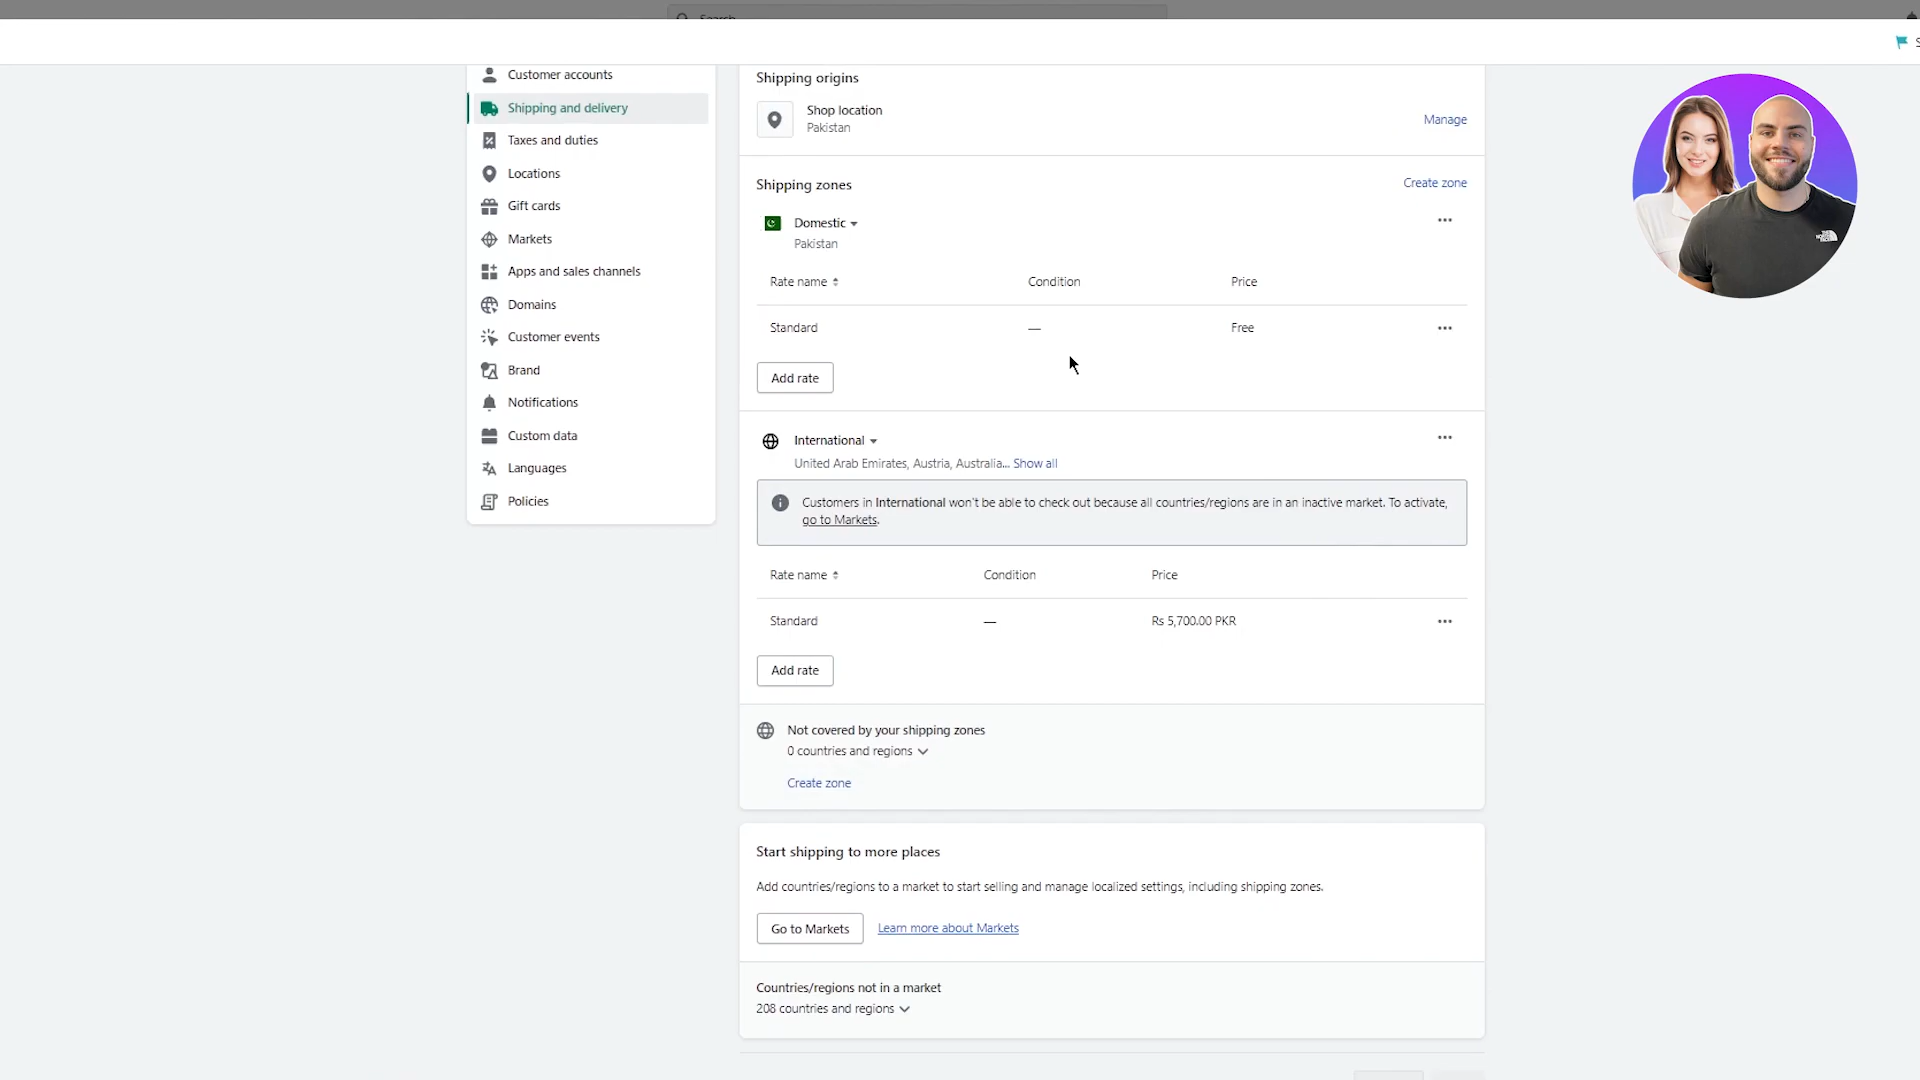 Search
S
Customer accounts
Shipping and delivery
Taxes and duties
Locations
Gift cards
Markets
Apps and sales channels
Domains
Customer events
Brand
Notifications
Custom data
Languages
Policies
Shipping origins
Shop location
Pakistan
Manage
Shipping zones
Create zone
Domestic
Pakistan
Rate name Condition Price
Standard — Free
Add rate
International
United Arab Emirates, Austria, Australia... Show all
Customers in International won't be able to check out because all countries/regions are in an inactive market. To activate,
go to Markets.
Rate name Condition Price
Standard — Rs 5,700.00 PKR
Add rate
Not covered by your shipping zones
0 countries and regions
Create zone
Start shipping to more places
Add countries/regions to a market to start selling and manage localized settings, including shipping zones.
Go to Markets Learn more about Markets
Countries/regions not in a market
208 countries and regions
THE
NORTH
FACE